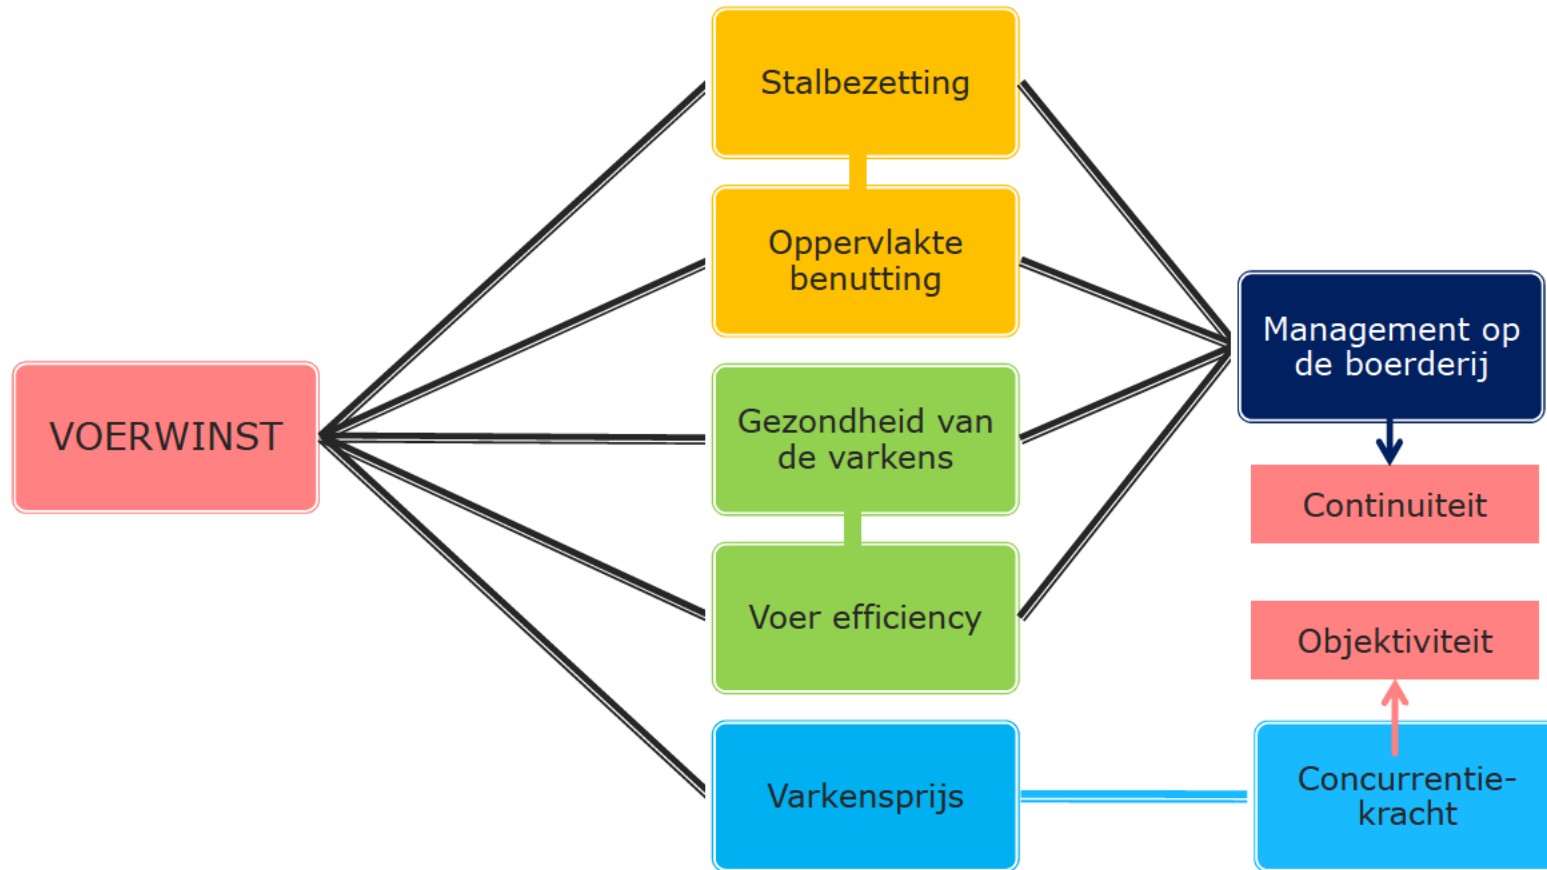 Stalbezetting
Oppervlakte
benutting
Management op
de boerderij
VOERWINST
Gezondheid van
de varkens
Continuiteit
Voer efficiency
Objektiviteit
Varkensprijs
Concurrentie-
kracht